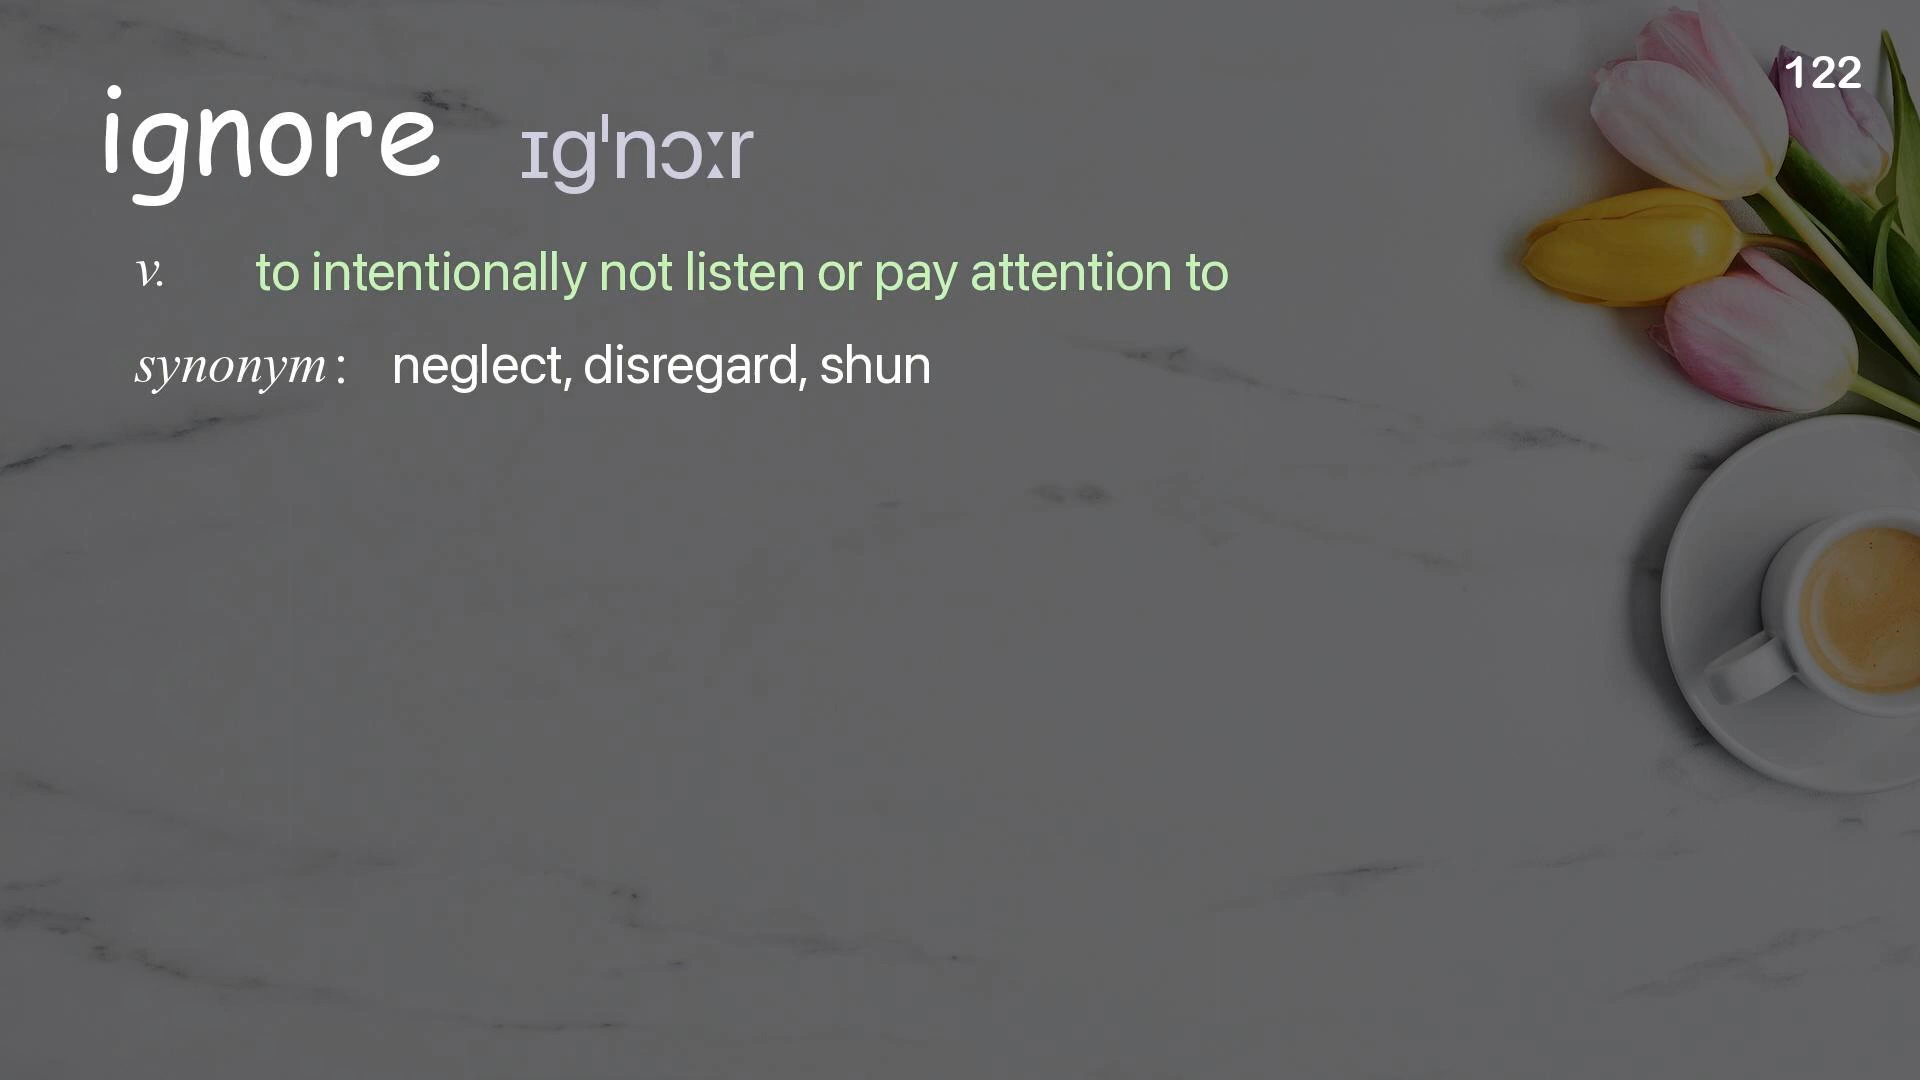 122
ignore ɪɡˈnɔːr
v. to intentionally not listen or pay attention to
synonym: neglect, disregard, shun